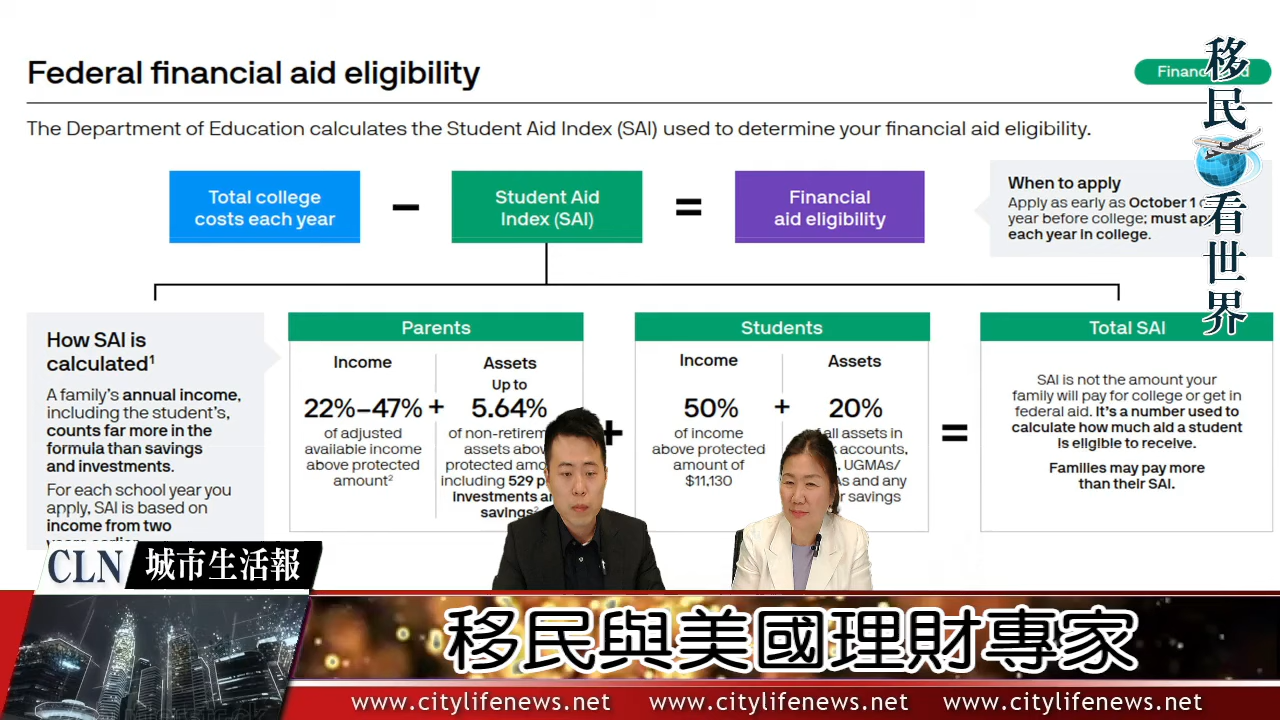 Federal financial aid eligibility
The Department of Education calculates the Student Aid Index (SAI) used to determine your financial aid eligibility.
Total college
costs each year
−
Student Aid
Index (SAI)
=
Financial
aid eligibility
When to apply
Apply as early as October 1
year before college; must
each year in college.
移民看世界
How SAI is
calculated¹
A family's annual income,
including the student's,
counts far more in the
formula than savings
and investments.
For each school year you
apply, SAI is based on
income from two
Parents
Income
22%–47%
of adjusted
available income
above protected
amount²
+
Assets
Up to
5.64%
of non-retirem
assets abov
protected amo
including 529 p
investments an
savings
+
Students
Income
50%
of income
above protected
amount of
$11,130
+
Assets
20%
all assets in
accounts,
UGMAs/
and any
savings
=
Total SAI
SAI is not the amount your
family will pay for college or get in
federal aid. It's a number used to
calculate how much aid a student
is eligible to receive.
Families may pay more
than their SAI.
CLN 城市生活報
移民與美國理財專家
www.citylifenews.net www.citylifenews.net www.citylifenews.net